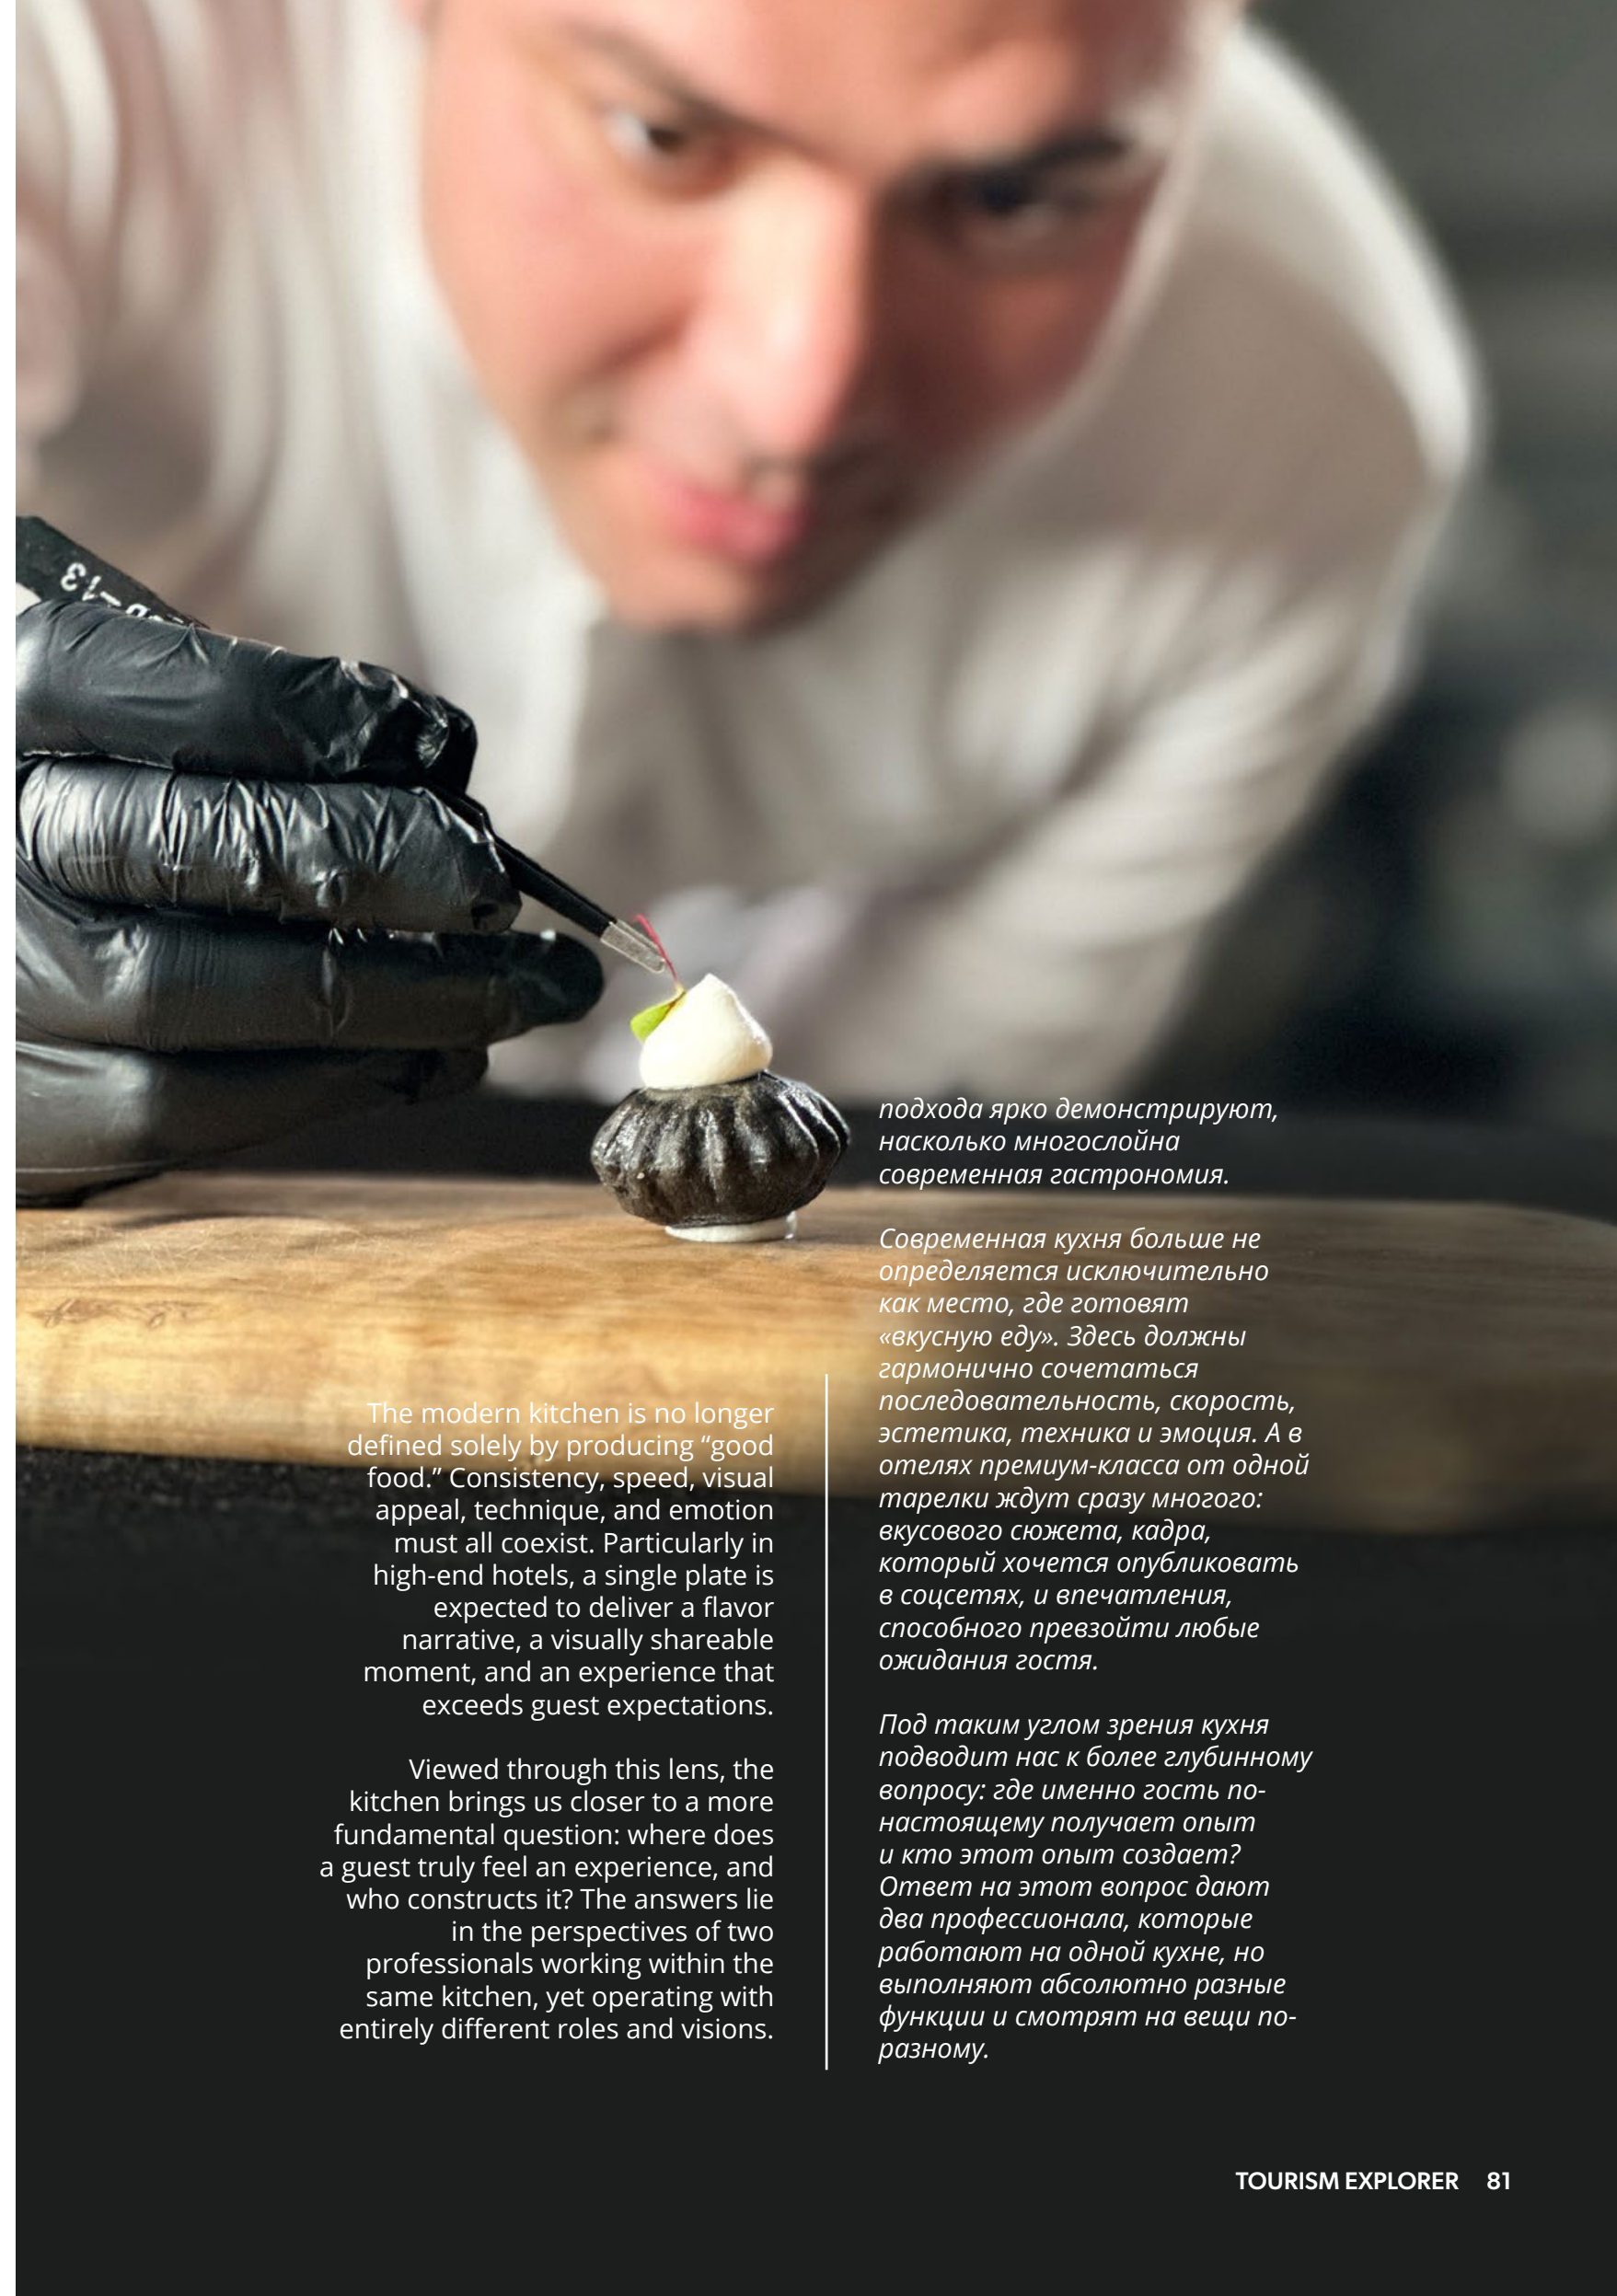 The modern kitchen is no longer
defined solely by producing “good
food.” Consistency, speed, visual
appeal, technique, and emotion
must all coexist. Particularly in
high-end hotels, a single plate is
expected to deliver a flavor
narrative, a visually shareable
moment, and an experience that
exceeds guest expectations.
Viewed through this lens, the
kitchen brings us closer to a more
fundamental question: where does
a guest truly feel an experience, and
who constructs it? The answers lie
in the perspectives of two
professionals working within the
same kitchen, yet operating with
entirely different roles and visions.
подхода ярко демонстрируют,
насколько многослойна
современная гастрономия.
Современная кухня больше не
определяется исключительно
как место, где готовят
«вкусную еду». Здесь должны
гармонично сочетаться
последовательность, скорость,
эстетика, техника и эмоция. А в
отелях премиум-класса от одной
тарелки ждут сразу многого:
вкусового сюжета, кадра,
который хочется опубликовать
в соцсетях, и впечатления,
способного превзойти любые
ожидания гостя.
Под таким углом зрения кухня
подводит нас к более глубинному
вопросу: где именно гость по-
настоящему получает опыт
и кто этот опыт создает?
Ответ на этот вопрос дают
два профессионала, которые
работают на одной кухне, но
выполняют абсолютно разные
функции и смотрят на вещи по-
разному.
TOURISM EXPLORER 81